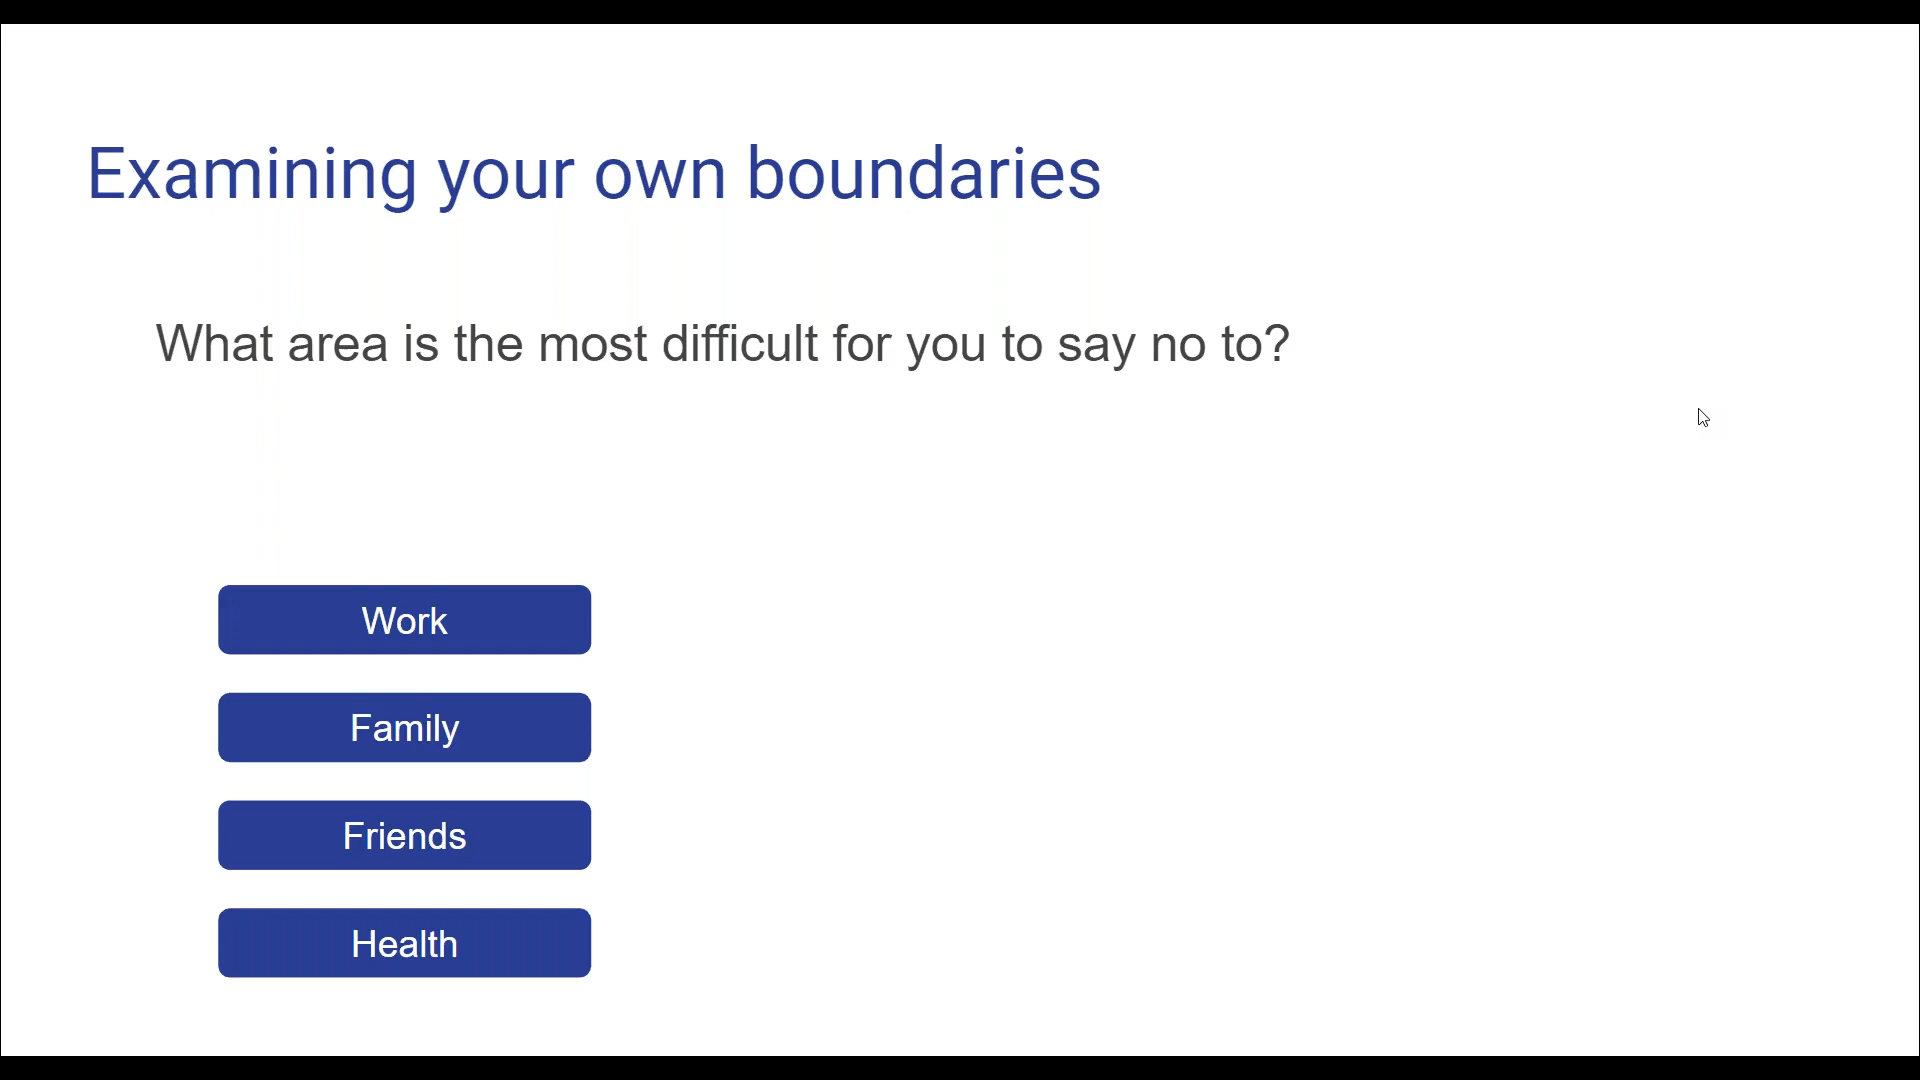 Examining your own boundaries
What area is the most difficult for you to say no to?
Work
Family
Friends
Health